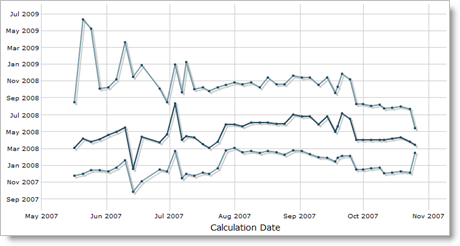 Jul 2009
May 2009
Mar 2009
Jan 2009
Nov 2008
Sep 2008
Jul 2008
May 2008
Mar 2008
Jan 2008
Nov 2007
Sep 2007
May 2007 Jun 2007 Jul 2007 Aug 2007 Sep 2007 Oct 2007 Nov 2007
Calculation Date